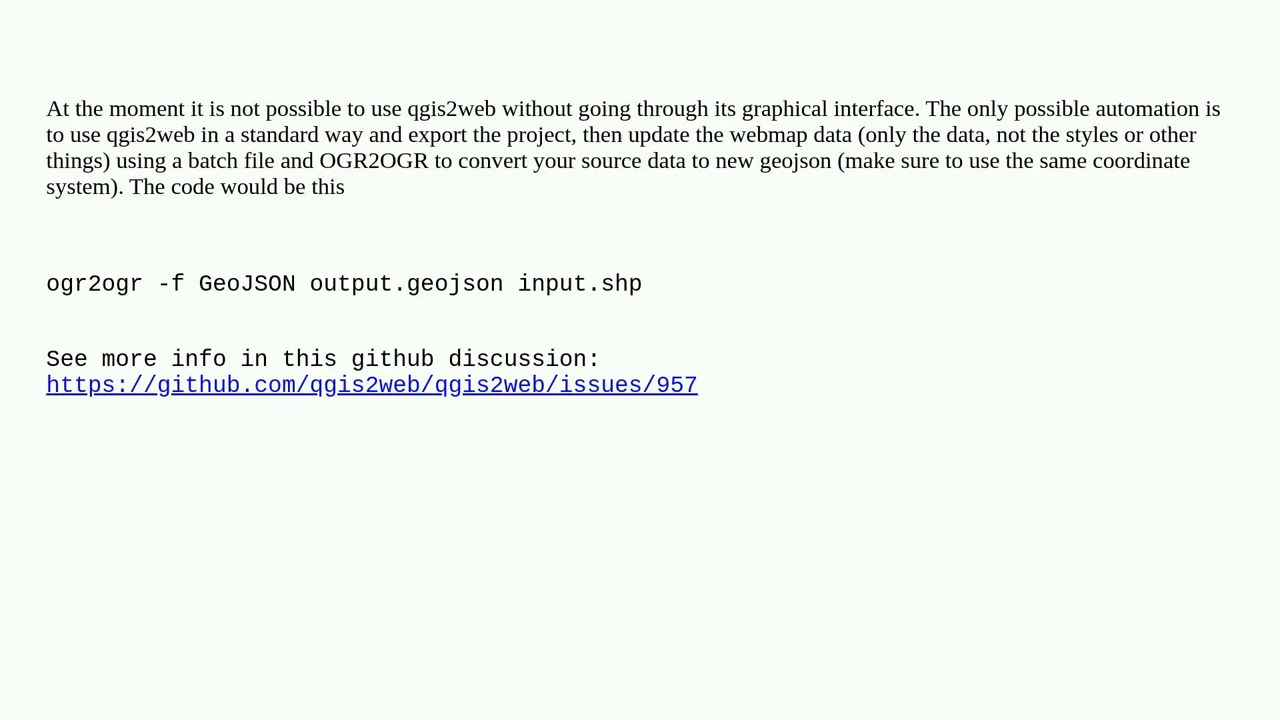 At the moment it is not possible to use qgis2web without going through its graphical interface. The only possible automation is
to use qgis2web in a standard way and export the project, then update the webmap data (only the data, not the styles or other
things) using a batch file and OGR2OGR to convert your source data to new geojson (make sure to use the same coordinate
system). The code would be this
ogr2ogr -f GeoJSON output.geojson input.shp
See more info in this github discussion:
https://github.com/qgis2web/qgis2web/issues/957